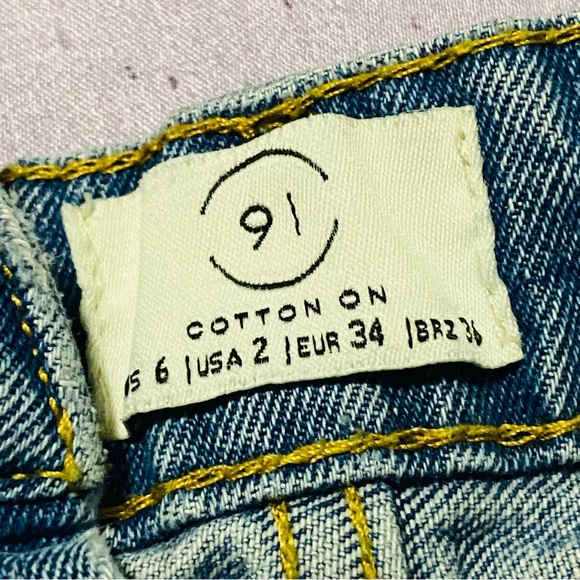 91
COTTON ON
S 6 | USA 2 | EUR 34 | BRZ 36